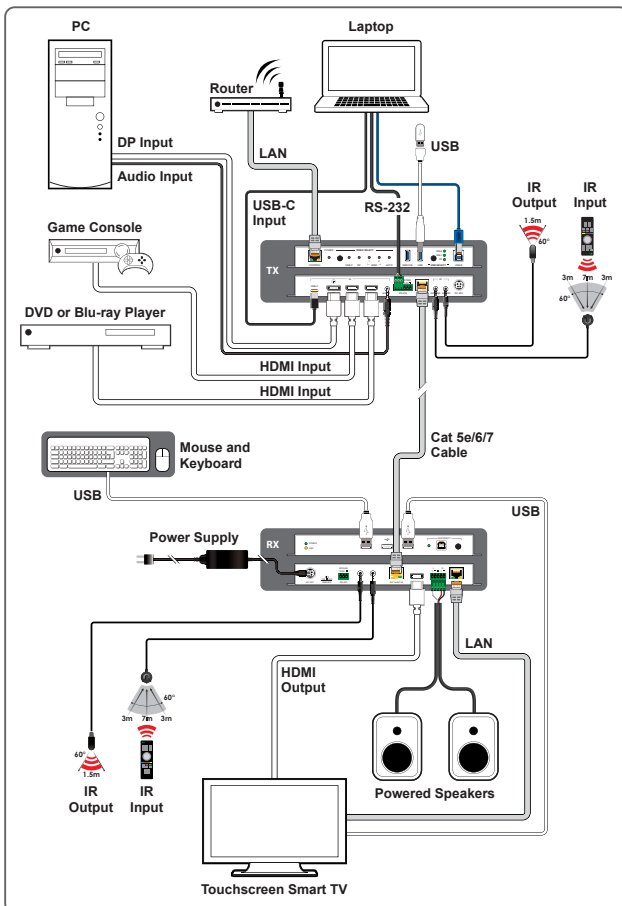 PC
Laptop
Router
DP Input
Audio Input
LAN
USB
USB-C
Input
RS-232
IR
Output
IR
Input
1.5m
60°
3m 7m 3m
60°
Game Console
TX
DVD or Blu-ray Player
HDMI Input
HDMI Input
Cat 5e/6/7
Cable
Mouse and
Keyboard
USB
USB
Power Supply
RX
LAN
HDMI
Output
60°
3m 7m 3m
60°
1.5m
IR
Output
IR
Input
Powered Speakers
Touchscreen Smart TV